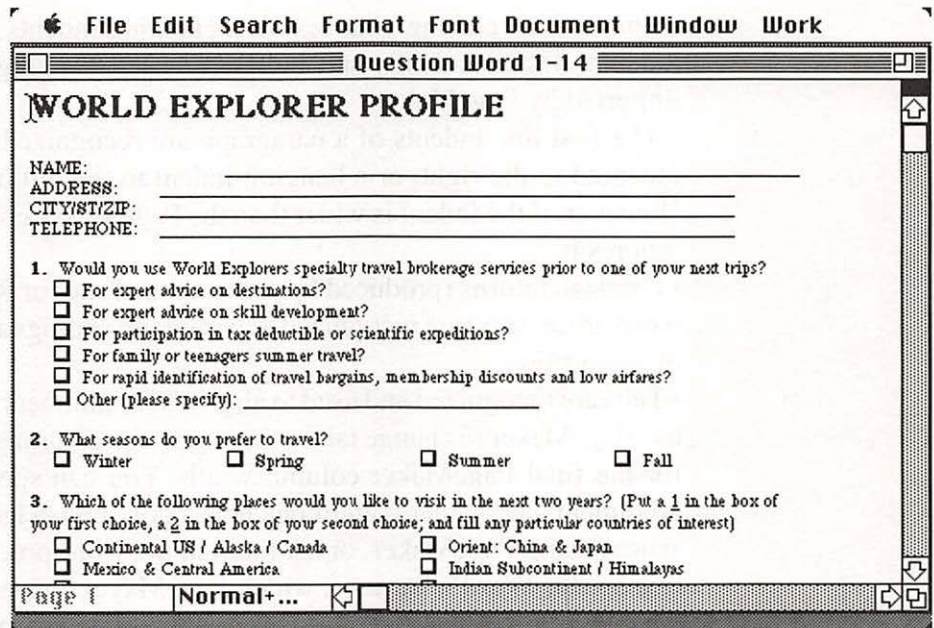 File Edit Search Format Font Document Window Work
Question Word 1-14
WORLD EXPLORER PROFILE
NAME:
ADDRESS:
CITY/ST/ZIP:
TELEPHONE:
1. Would you use World Explorers specialty travel brokerage services prior to one of your next trips?
For expert advice on destinations?
For expert advice on skill development?
For participation in tax deductible or scientific expeditions?
For family or teenagers summer travel?
For rapid identification of travel bargains, membership discounts and low airfares?
Other (please specify):
2. What seasons do you prefer to travel?
Winter Spring Summer Fall
3. Which of the following places would you like to visit in the next two years? (Put a 1 in the box of
your first choice, a 2 in the box of your second choice; and fill any particular countries of interest)
Continental US / Alaska / Canada Orient: China & Japan
Mexico & Central America Indian Subcontinent / Himalayas
Page 1 Normal+...